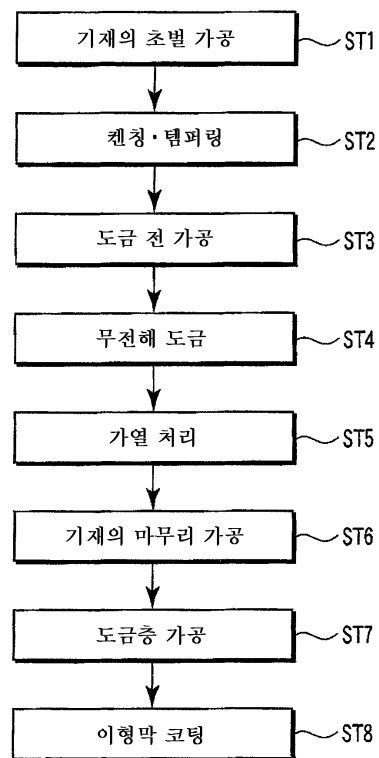 기재의 초벌 가공 ST1
켄칭·템퍼링 ST2
도금 전 가공 ST3
무전해 도금 ST4
가열 처리 ST5
기재의 마무리 가공 ST6
도금층 가공 ST7
이형막 코팅 ST8